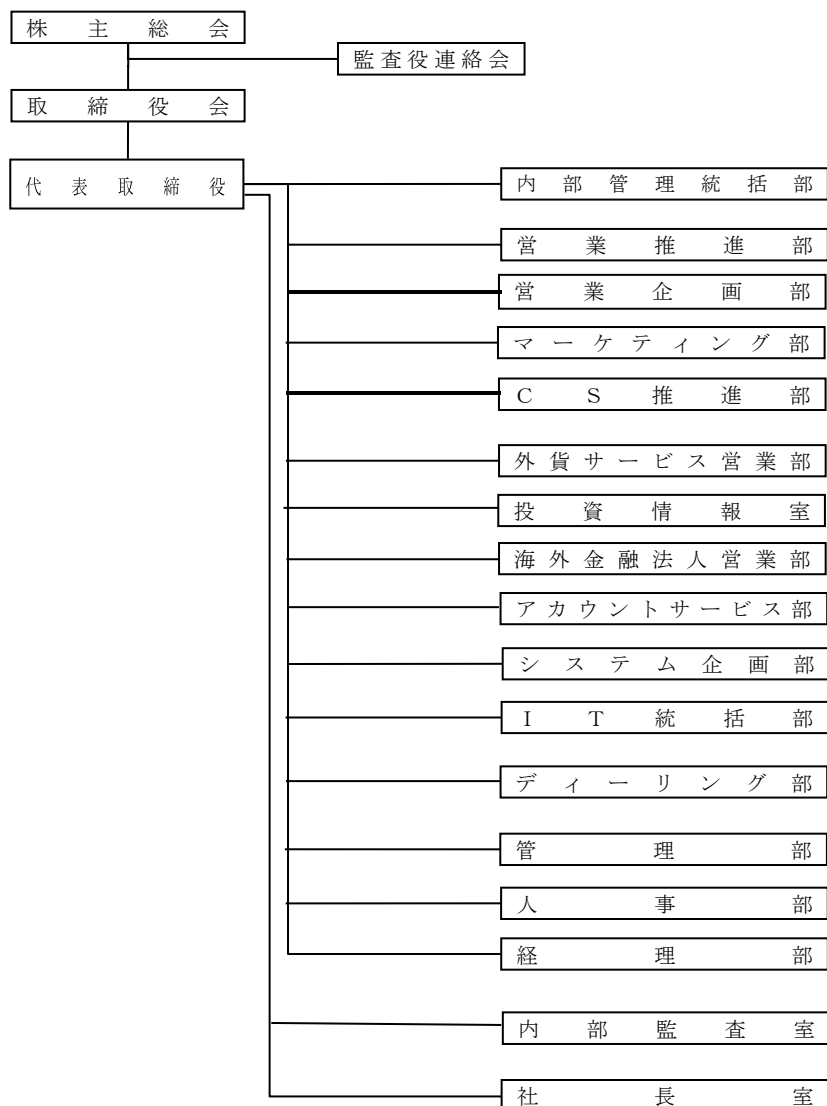 株主総会
監査役連絡会
取締役会
代表取締役
内部管理統括部
営業推進部
営業企画部
マーケティング部
CS推進部
外貨サービス営業部
投資情報室
海外金融法人営業部
アカウントサービス部
システム企画部
IT統括部
ディーリング部
管理部
人事部
経理部
内部監査室
社長室